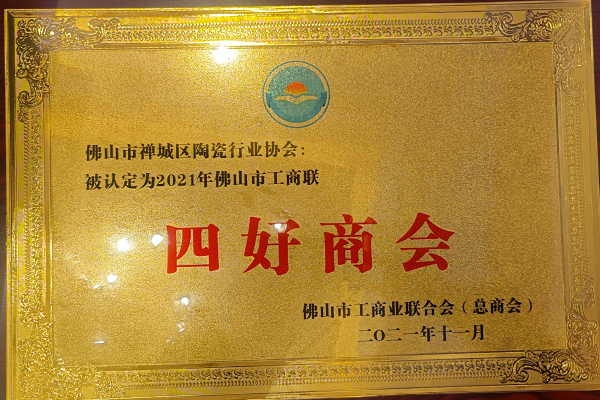 佛山市禅城区陶瓷行业协会：
被认定为2021年佛山市工商联
四好商会
佛山市工商业联合会（总商会）
二〇二一年十一月